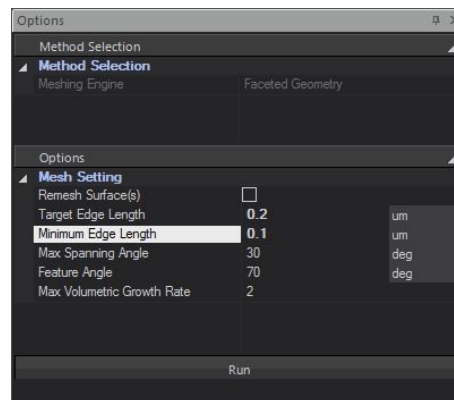 Options
Method Selection
Method Selection
Meshing Engine Faceted Geometry
Options
Mesh Setting
Remesh Surface(s)
Target Edge Length 0.2 um
Minimum Edge Length 0.1 um
Max Spanning Angle 30 deg
Feature Angle 70 deg
Max Volumetric Growth Rate 2
Run